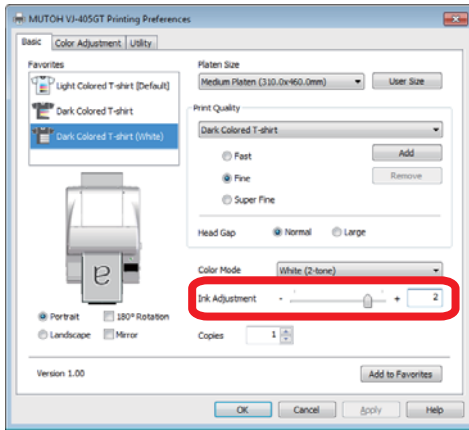 MUTOH VJ-405GT Printing Preferences
Basic Color Adjustment Utility
Favorites
Light Colored T-shirt [Default]
Dark Colored T-shirt
Dark Colored T-shirt (White)
Portrait 180° Rotation
Landscape Mirror
Platen Size
Medium Platen (310.0x460.0mm) User Size
Print Quality
Dark Colored T-shirt
Fast Add
Fine Remove
Super Fine
Head Gap Normal Large
Color Mode White (2-tone)
Ink Adjustment - + 2
Copies 1
Version 1.00 Add to Favorites
OK Cancel Apply Help